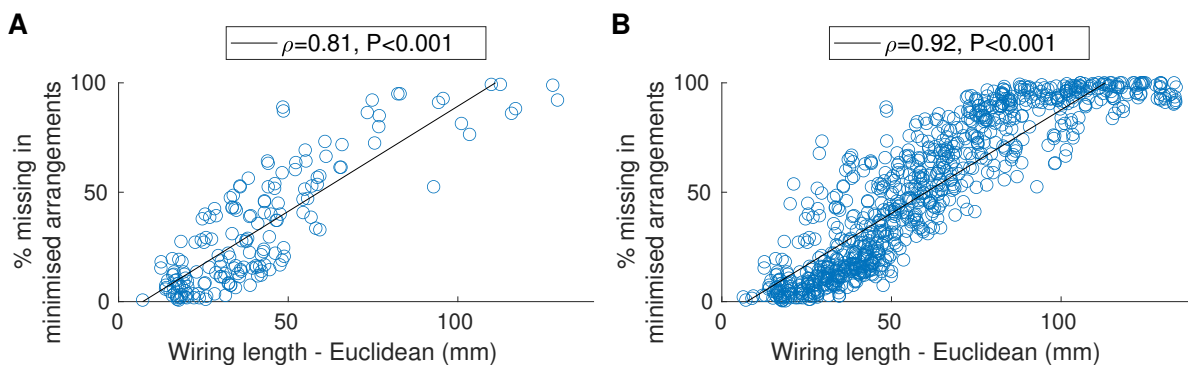 A
ρ=0.81, P<0.001
% missing in
minimised arrangements
100
50
0
0
50
100
Wiring length - Euclidean (mm)
B
ρ=0.92, P<0.001
% missing in
minimised arrangements
100
50
0
0
50
100
Wiring length - Euclidean (mm)